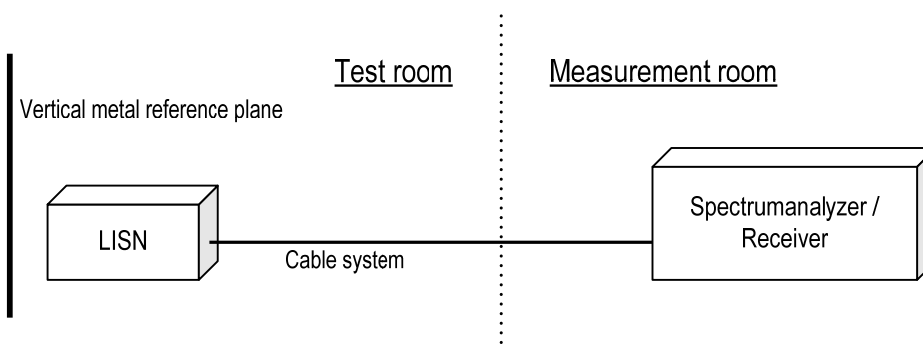 Test room
Measurement room
Vertical metal reference plane
LISN
Cable system
Spectrumanalyzer /
Receiver